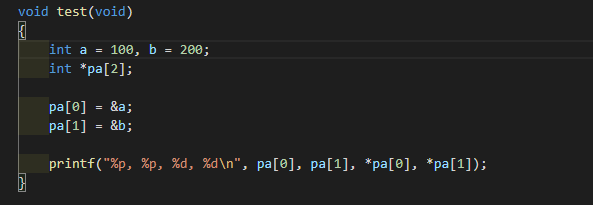 void test(void)
{
    int a = 100, b = 200;
    int *pa[2];
    pa[0] = &a;
    pa[1] = &b;
    printf("%p, %p, %d, %d\n", pa[0], pa[1], *pa[0], *pa[1]);
}